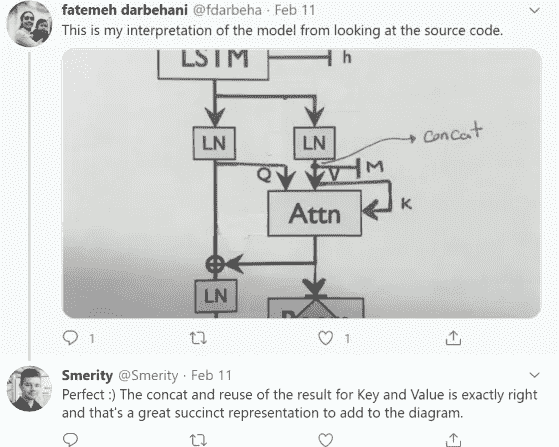 fatemeh darbehani @fdarbeha · Feb 11
This is my interpretation of the model from looking at the source code.
LSTM
h
LN
LN
concat
Q
V
M
K
Attn
LN
1
1
Smerity @Smerity · Feb 11
Perfect :) The concat and reuse of the result for Key and Value is exactly right
and that's a great succinct representation to add to the diagram.